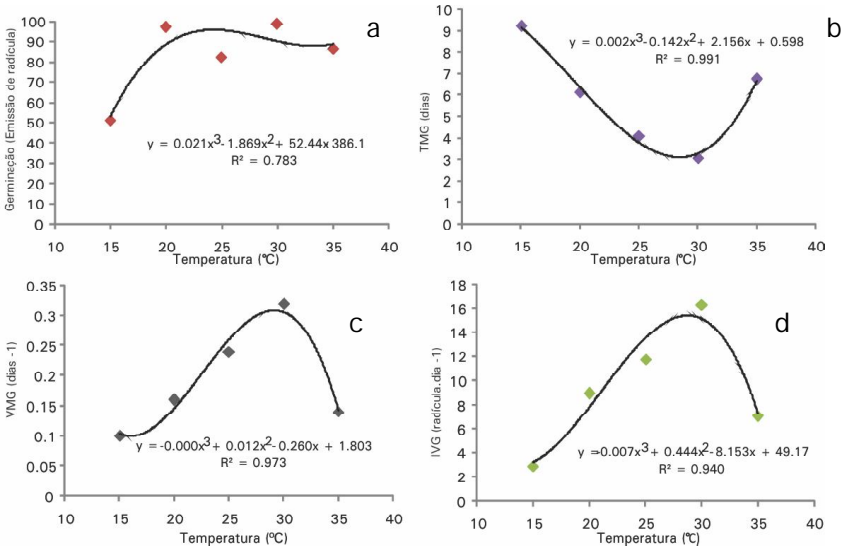 a
Germinação (Emissão de radícula)
100
90
80
70
60
50
40
30
20
10
0
y = 0.021x³- 1.869x²+ 52.44x 386.1
R² = 0.783
10 15 20 25 30 35 40
Temperatura (°C)
b
TMG (dias)
10
9
8
7
6
5
4
3
2
1
0
y = 0.002x³-0.142x²+ 2.156x + 0.598
R² = 0.991
10 15 20 25 30 35 40
Temperatura (°C)
c
VMG (dias -1)
0.35
0.3
0.25
0.2
0.15
0.1
0.05
0
y = -0.000x³+ 0.012x²- 0.260x + 1.803
R² = 0.973
10 15 20 25 30 35 40
Temperatura (°C)
d
IVG (radícula.dia -1)
18
16
14
12
10
8
6
4
2
0
y =-0.007x³+ 0.444x²- 8.153x + 49.17
R² = 0.940
10 15 20 25 30 35 40
Temperatura (°C)